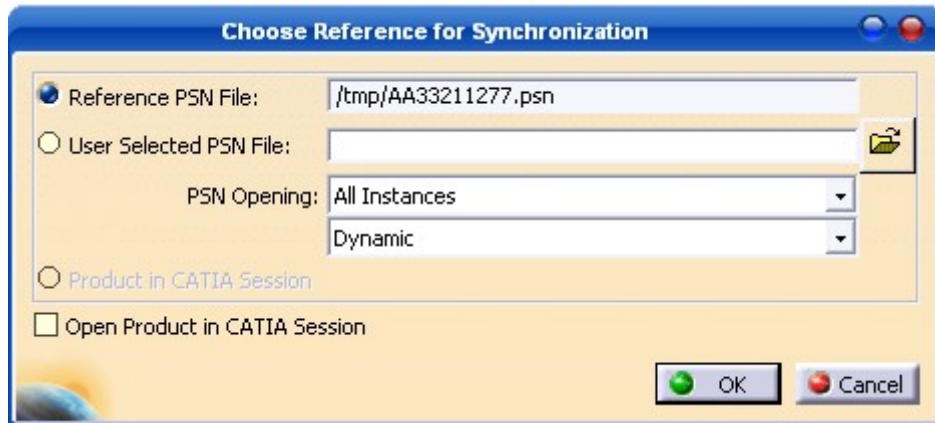 Choose Reference for Synchronization
Reference PSN File: /tmp/AA33211277.psn
User Selected PSN File:
PSN Opening: All Instances
Dynamic
Product in CATIA Session
Open Product in CATIA Session
OK Cancel